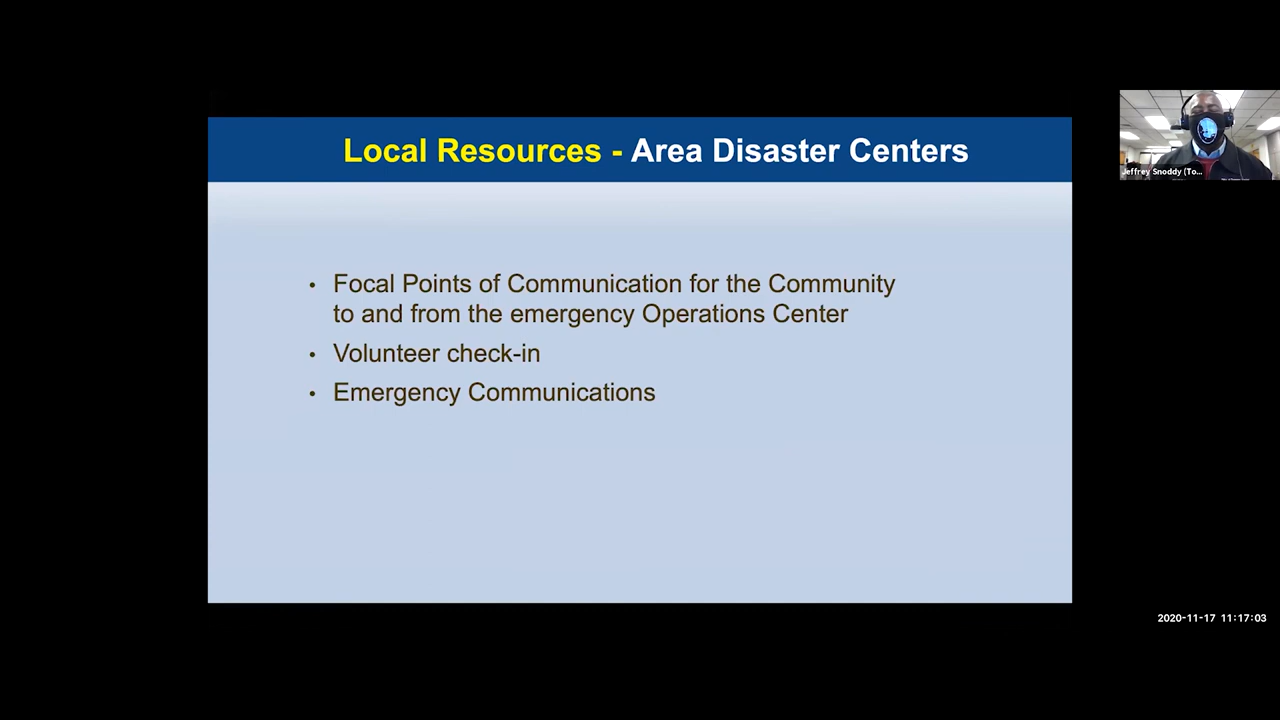 Local Resources - Area Disaster Centers
• Focal Points of Communication for the Community
to and from the emergency Operations Center
• Volunteer check-in
• Emergency Communications
Jeffrey Snoddy (To...
2020-11-17 11:17:03